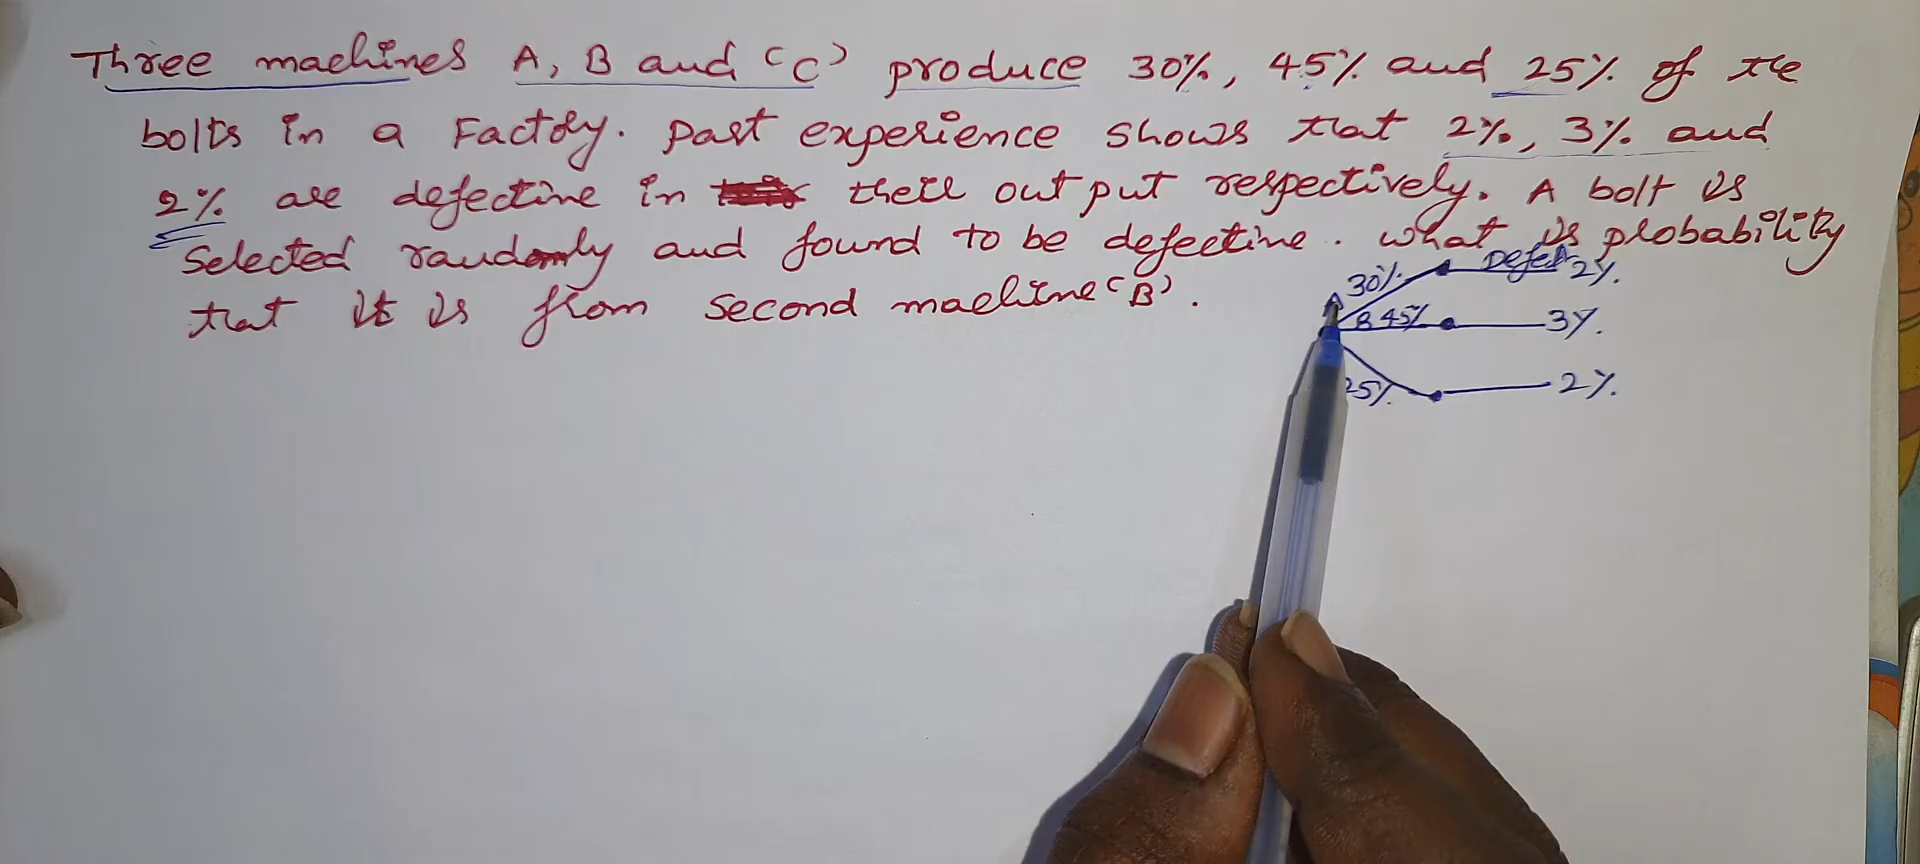 Three machines A, B and 'C' produce 30%, 45% and 25% of the
bolts in a Factory. Past experience shows that 2%, 3% and
2% are defective in their out put respectively. A bolt is
selected randomly and found to be defective. what is probability
that it is from second machine 'B'.
30% Defect 2%.
A
B 45% 3%.
25%. 2%.